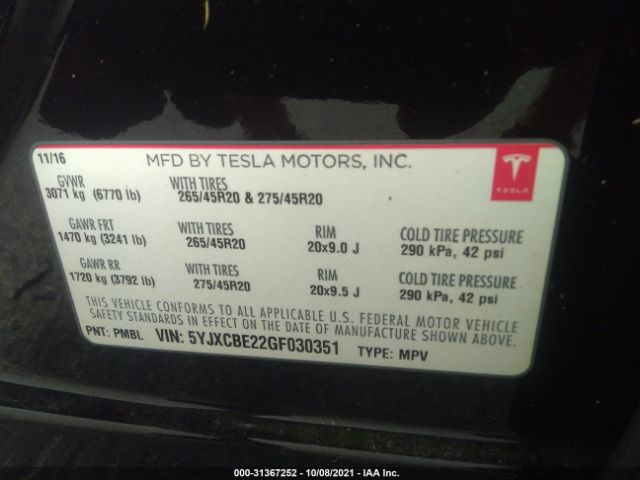 11/16 MFD BY TESLA MOTORS, INC.
TESLA
GVWR WITH TIRES
3071 kg (6770 lb) 265/45R20 & 275/45R20
GAWR FRT WITH TIRES RIM COLD TIRE PRESSURE
1470 kg (3241 lb) 265/45R20 20x9.0 J 290 kPa, 42 psi
GAWR RR WITH TIRES RIM COLD TIRE PRESSURE
1720 kg (3792 lb) 275/45R20 20x9.5 J 290 kPa, 42 psi
THIS VEHICLE CONFORMS TO ALL APPLICABLE U.S. FEDERAL MOTOR VEHICLE
SAFETY STANDARDS IN EFFECT ON THE DATE OF MANUFACTURE SHOWN ABOVE.
PNT: PMBL VIN: 5YJXCBE22GF030351 TYPE: MPV
000-31367252 - 10/08/2021 - IAA Inc.